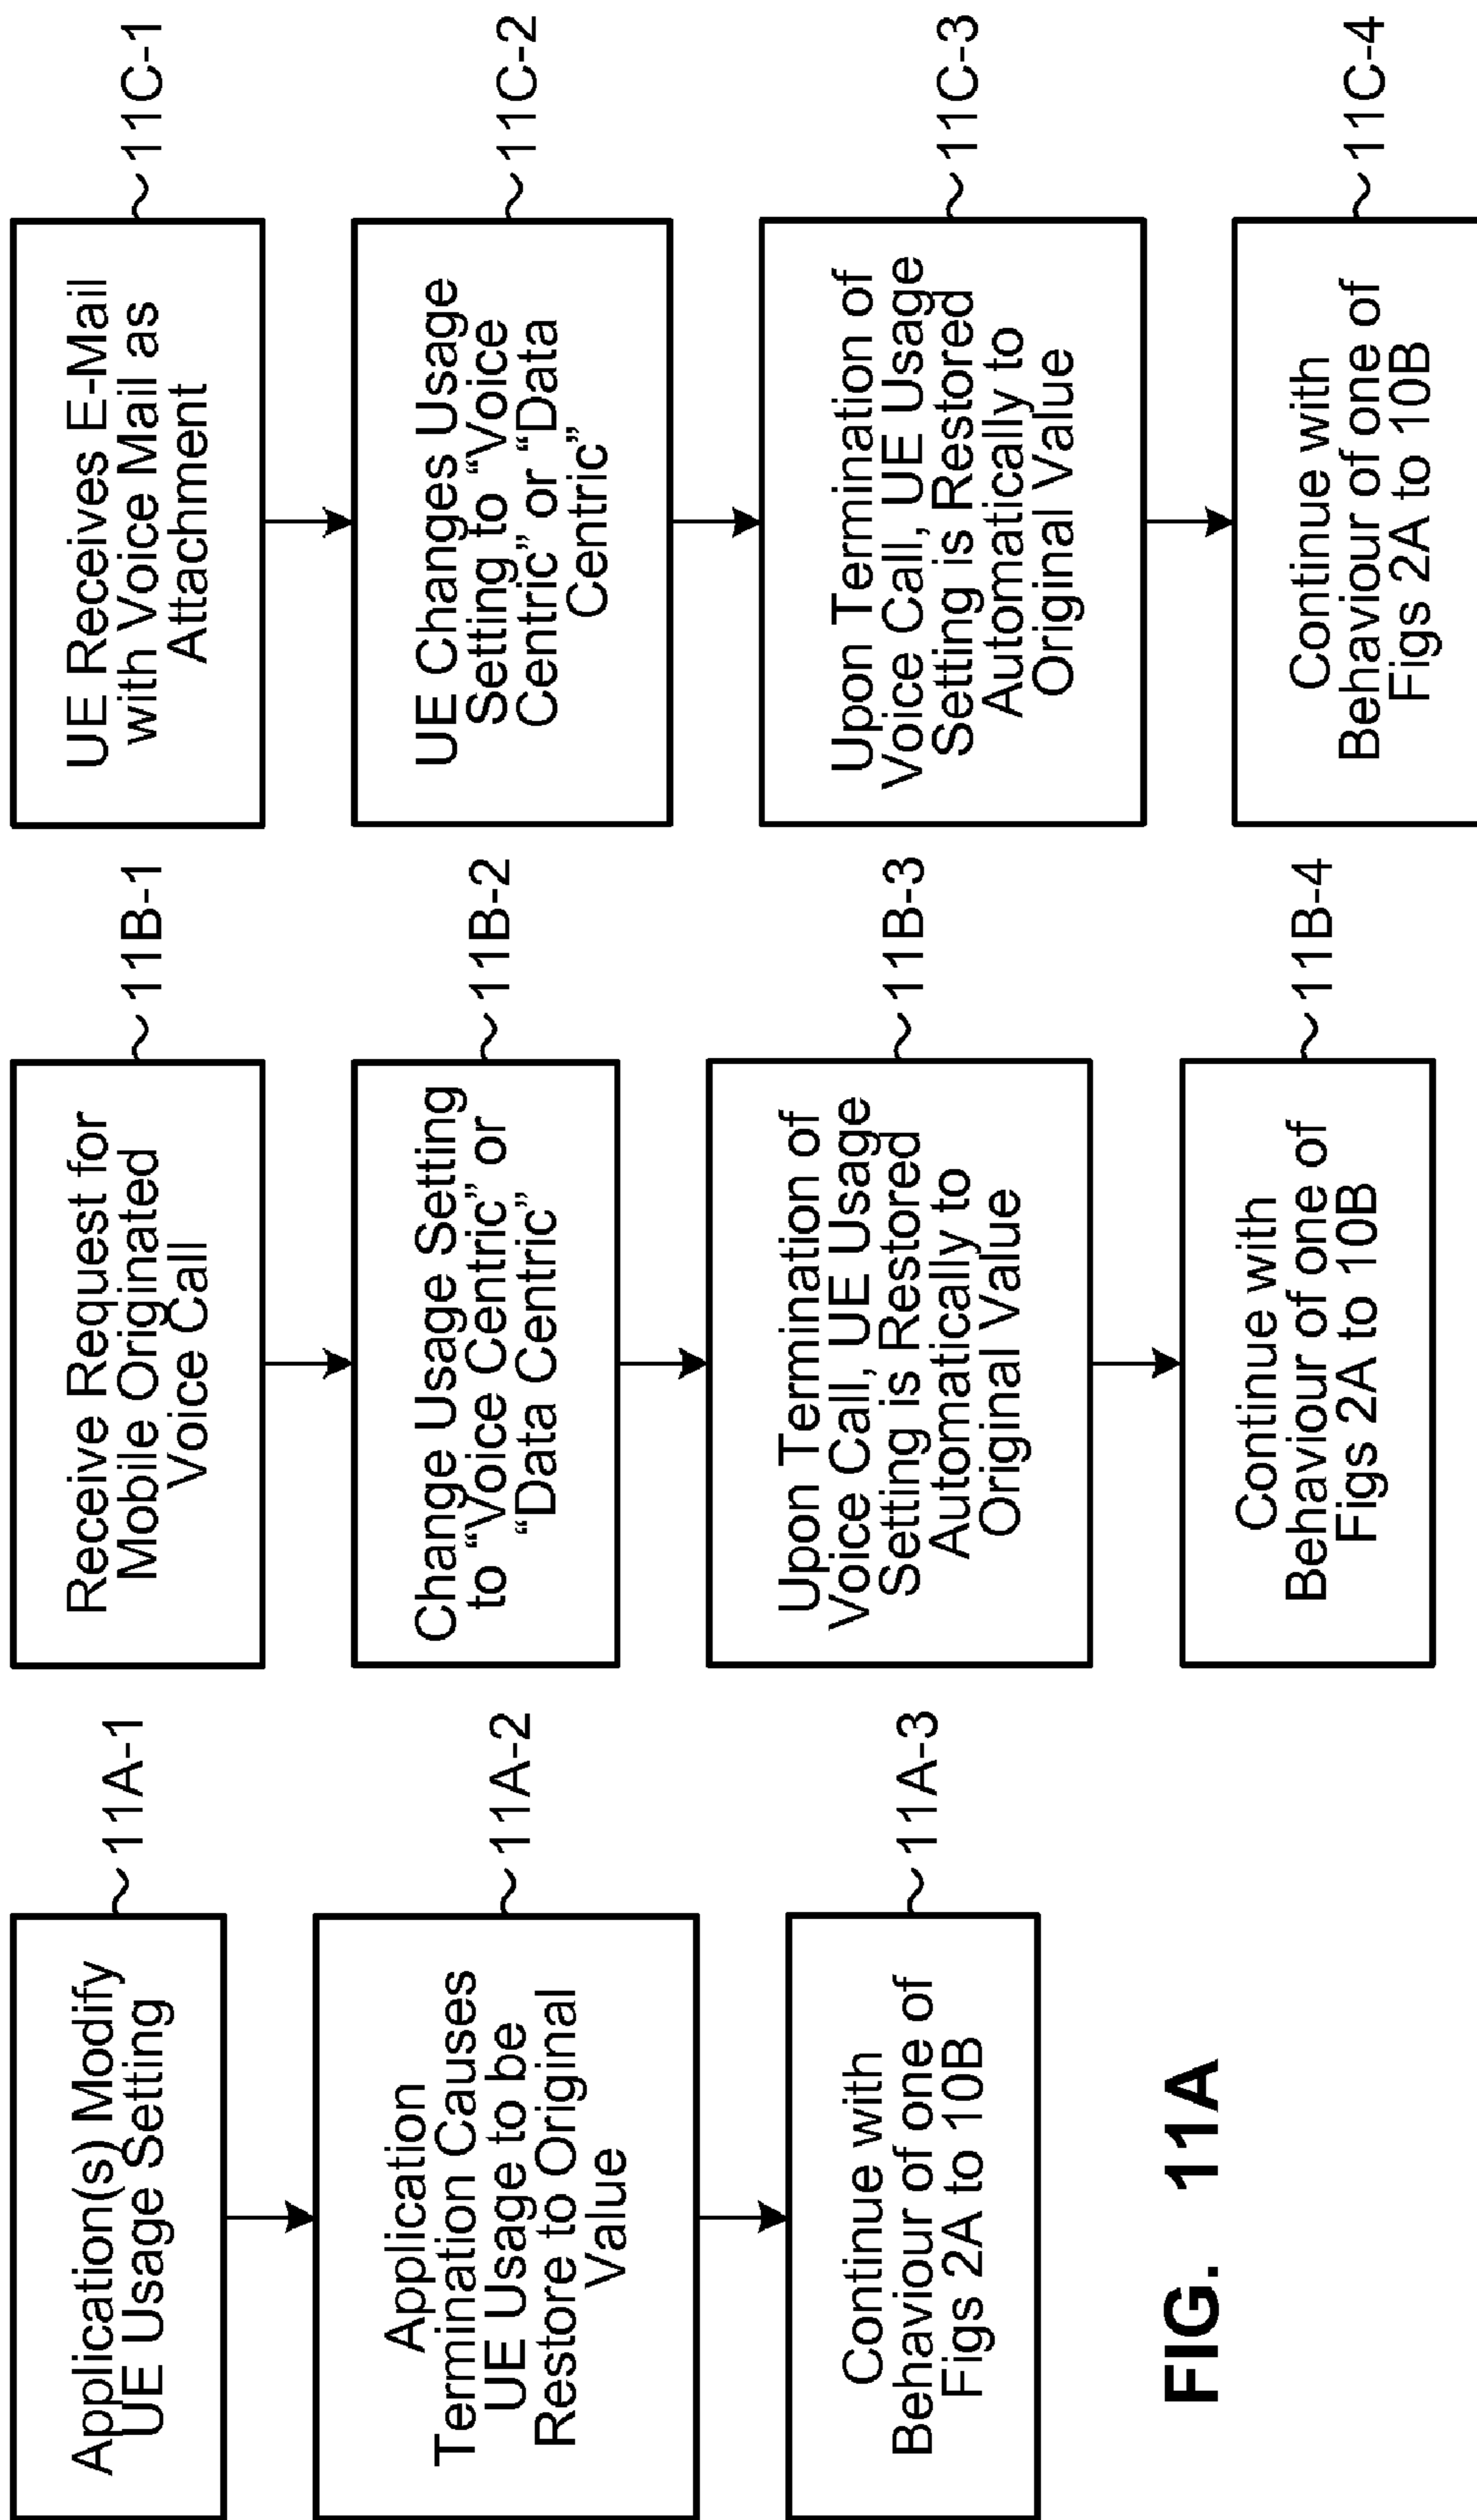 Application(s) Modify
UE Usage Setting
11A-1
Application
Termination Causes
UE Usage to be
Restore to Original
Value
11A-2
Continue with
Behaviour of one of
Figs 2A to 10B
11A-3
FIG. 11A
Receive Request for
Mobile Originated
Voice Call
11B-1
Change Usage Setting
to “Voice Centric” or
“Data Centric”
11B-2
Upon Termination of
Voice Call, UE Usage
Setting is Restored
Automatically to
Original Value
11B-3
Continue with
Behaviour of one of
Figs 2A to 10B
11B-4
UE Receives E-Mail
with Voice Mail as
Attachment
11C-1
UE Changes Usage
Setting to “Voice
Centric” or “Data
Centric”
11C-2
Upon Termination of
Voice Call, UE Usage
Setting is Restored
Automatically to
Original Value
11C-3
Continue with
Behaviour of one of
Figs 2A to 10B
11C-4